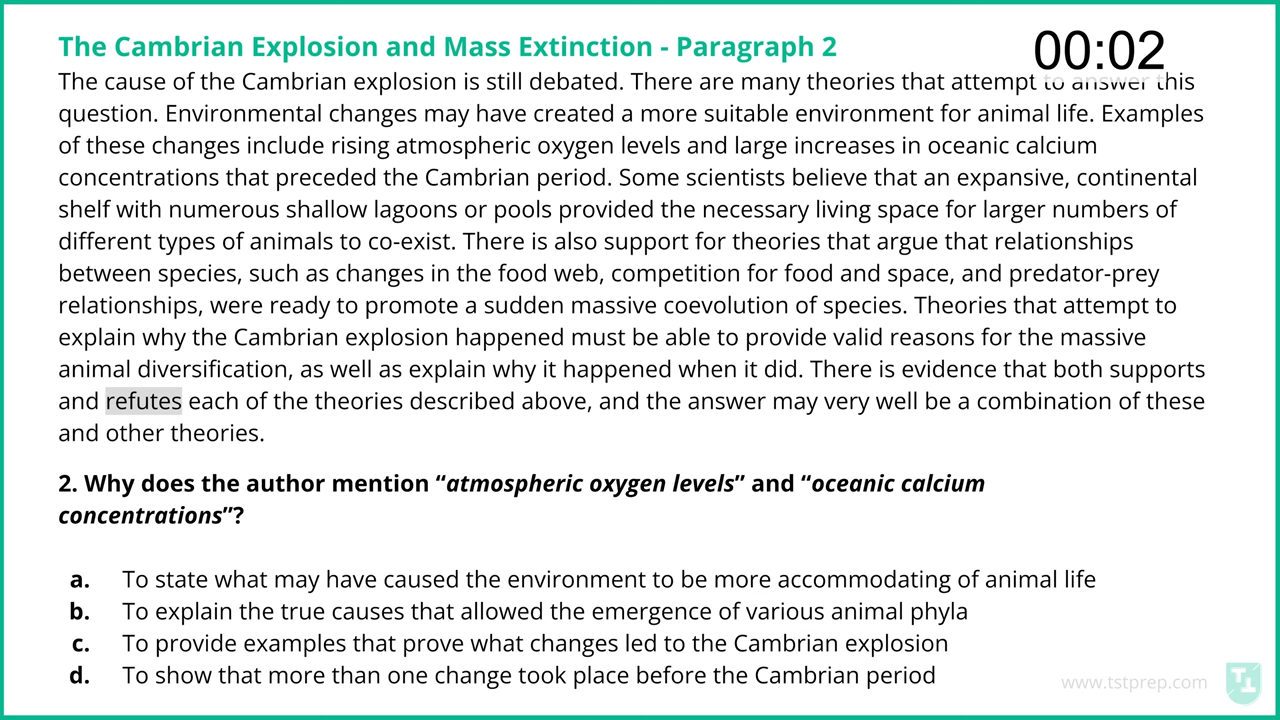 The Cambrian Explosion and Mass Extinction - Paragraph 2
00:02
The cause of the Cambrian explosion is still debated. There are many theories that attempt to answer this
question. Environmental changes may have created a more suitable environment for animal life. Examples
of these changes include rising atmospheric oxygen levels and large increases in oceanic calcium
concentrations that preceded the Cambrian period. Some scientists believe that an expansive, continental
shelf with numerous shallow lagoons or pools provided the necessary living space for larger numbers of
different types of animals to co-exist. There is also support for theories that argue that relationships
between species, such as changes in the food web, competition for food and space, and predator-prey
relationships, were ready to promote a sudden massive coevolution of species. Theories that attempt to
explain why the Cambrian explosion happened must be able to provide valid reasons for the massive
animal diversification, as well as explain why it happened when it did. There is evidence that both supports
and refutes each of the theories described above, and the answer may very well be a combination of these
and other theories.
2. Why does the author mention “atmospheric oxygen levels” and “oceanic calcium
concentrations”?
a. To state what may have caused the environment to be more accommodating of animal life
b. To explain the true causes that allowed the emergence of various animal phyla
c. To provide examples that prove what changes led to the Cambrian explosion
d. To show that more than one change took place before the Cambrian period
www.tstprep.com